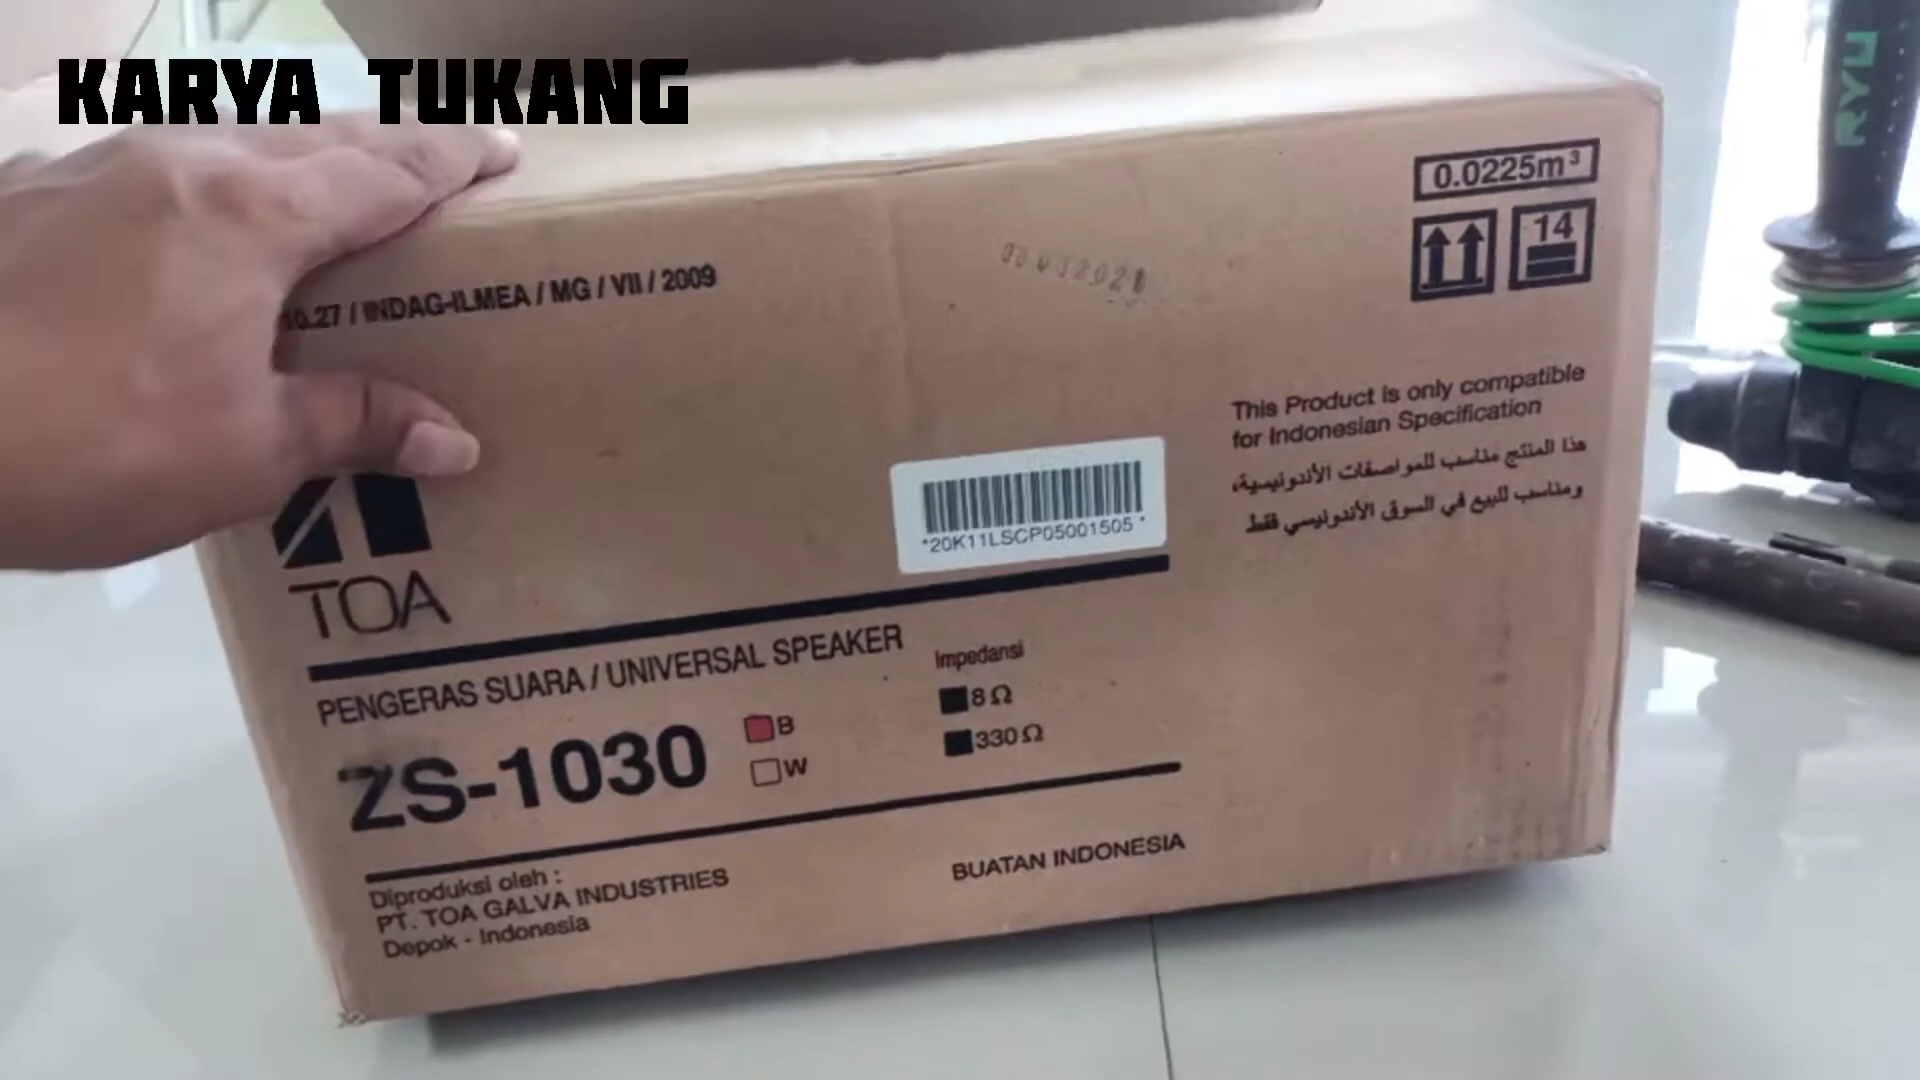 KARYA TUKANG
0.0225m³
14
10.27 / INDAG-ILMEA / MG / VII / 2009
This Product is only compatible
for Indonesian Specification
هذا المنتج مناسب للمواصفات الأندونيسية،
ومناسب للبيع في السوق الأندونيسي فقط
*20K11LSCP05001505*
TOA
PENGERAS SUARA / UNIVERSAL SPEAKER
Impedansi
8 Ω
330 Ω
ZS-1030
B
W
Diproduksi oleh :
PT. TOA GALVA INDUSTRIES
Depok - Indonesia
BUATAN INDONESIA